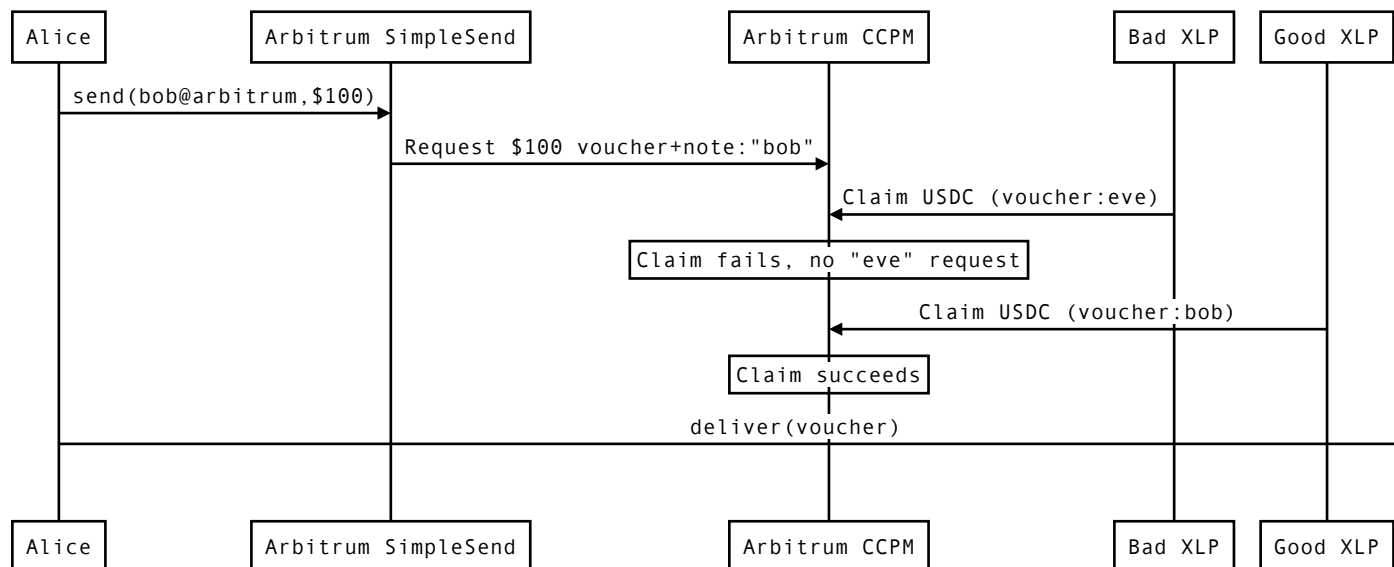 Alice
Arbitrum SimpleSend
Arbitrum CCPM
Bad XLP
Good XLP
send(bob@arbitrum,$100)
Request $100 voucher+note:"bob"
Claim USDC (voucher:eve)
Claim fails, no "eve" request
Claim USDC (voucher:bob)
Claim succeeds
deliver(voucher)
Alice
Arbitrum SimpleSend
Arbitrum CCPM
Bad XLP
Good XLP